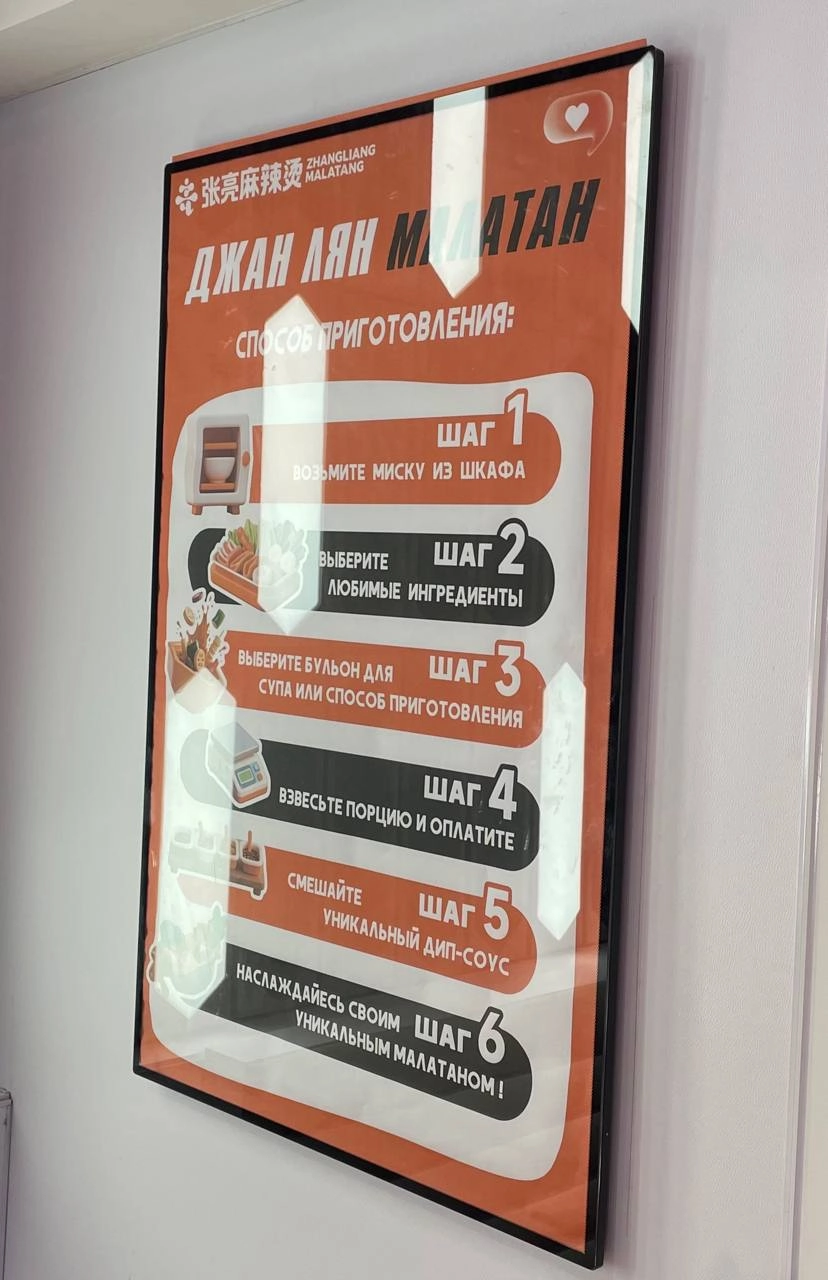 张亮麻辣烫 ZHANGLIANG
MALATANG
ДЖАН ЛЯН МАЛАТАН
СПОСОБ ПРИГОТОВЛЕНИЯ:
ШАГ 1
ВОЗЬМИТЕ МИСКУ ИЗ ШКАФА
ШАГ 2
ВЫБЕРИТЕ
ЛЮБИМЫЕ ИНГРЕДИЕНТЫ
ШАГ 3
ВЫБЕРИТЕ БУЛЬОН ДЛЯ
СУПА ИЛИ СПОСОБ ПРИГОТОВЛЕНИЯ
ШАГ 4
ВЗВЕСЬТЕ ПОРЦИЮ И ОПЛАТИТЕ
ШАГ 5
СМЕШАЙТЕ
УНИКАЛЬНЫЙ ДИП-СОУС
ШАГ 6
НАСЛАЖДАЙЕСЬ СВОИМ
УНИКАЛЬНЫМ МАЛАТАНОМ!